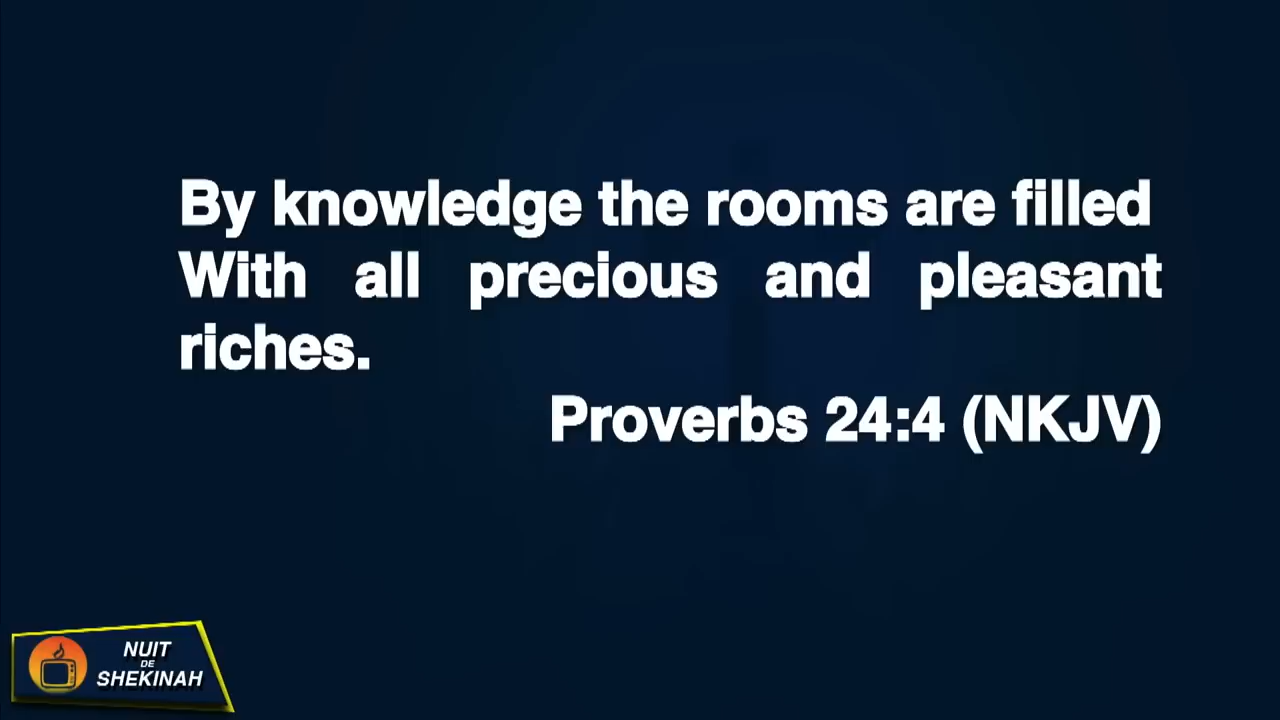 By knowledge the rooms are filled
With all precious and pleasant
riches.
Proverbs 24:4 (NKJV)
NUIT
DE
SHEKINAH